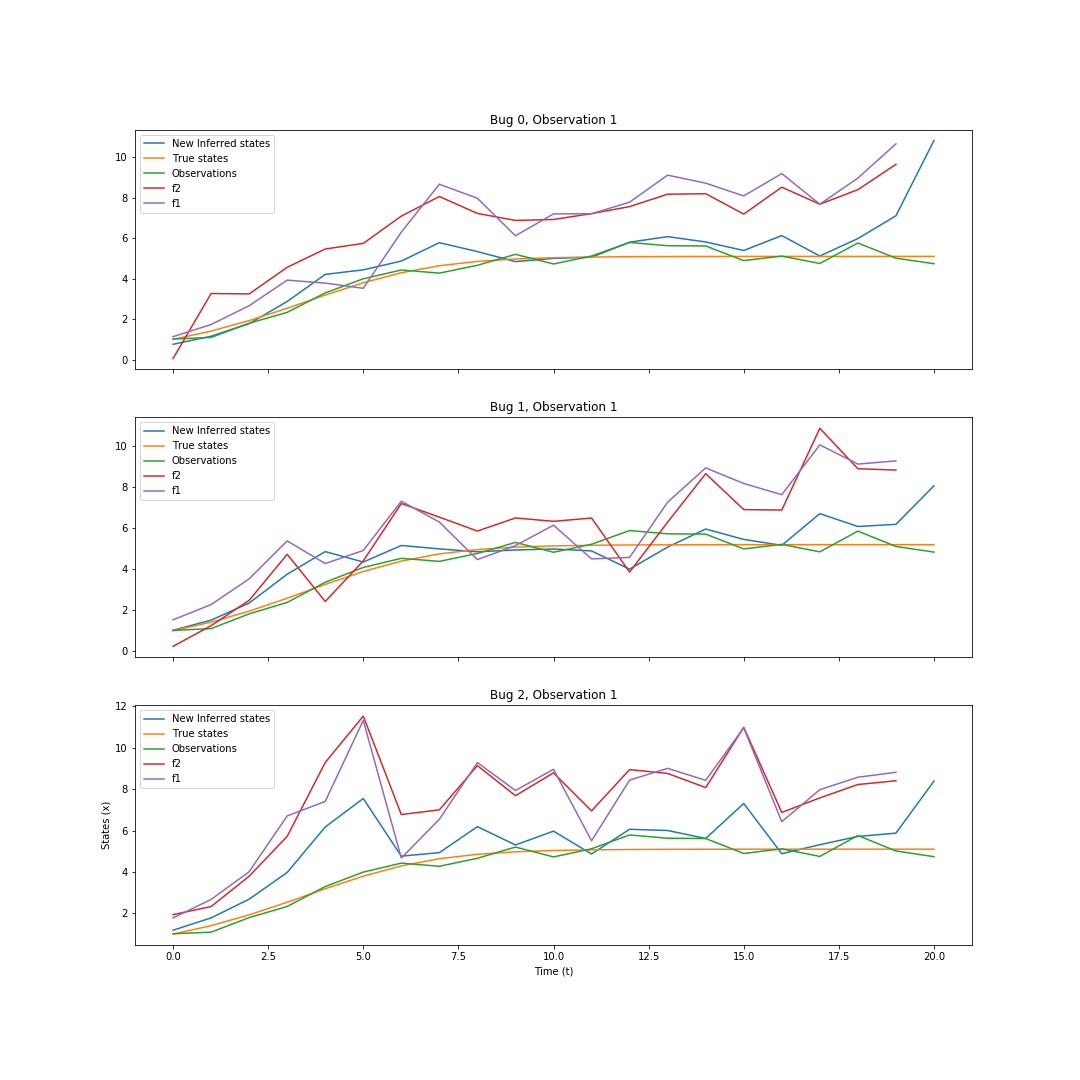 Bug 0, Observation 1
New Inferred states
True states
Observations
f2
f1
10
8
6
4
2
0
Bug 1, Observation 1
New Inferred states
True states
Observations
f2
f1
10
8
6
4
2
0
Bug 2, Observation 1
New Inferred states
True states
Observations
f2
f1
12
10
8
6
4
2
States (x)
0.0 2.5 5.0 7.5 10.0 12.5 15.0 17.5 20.0
Time (t)